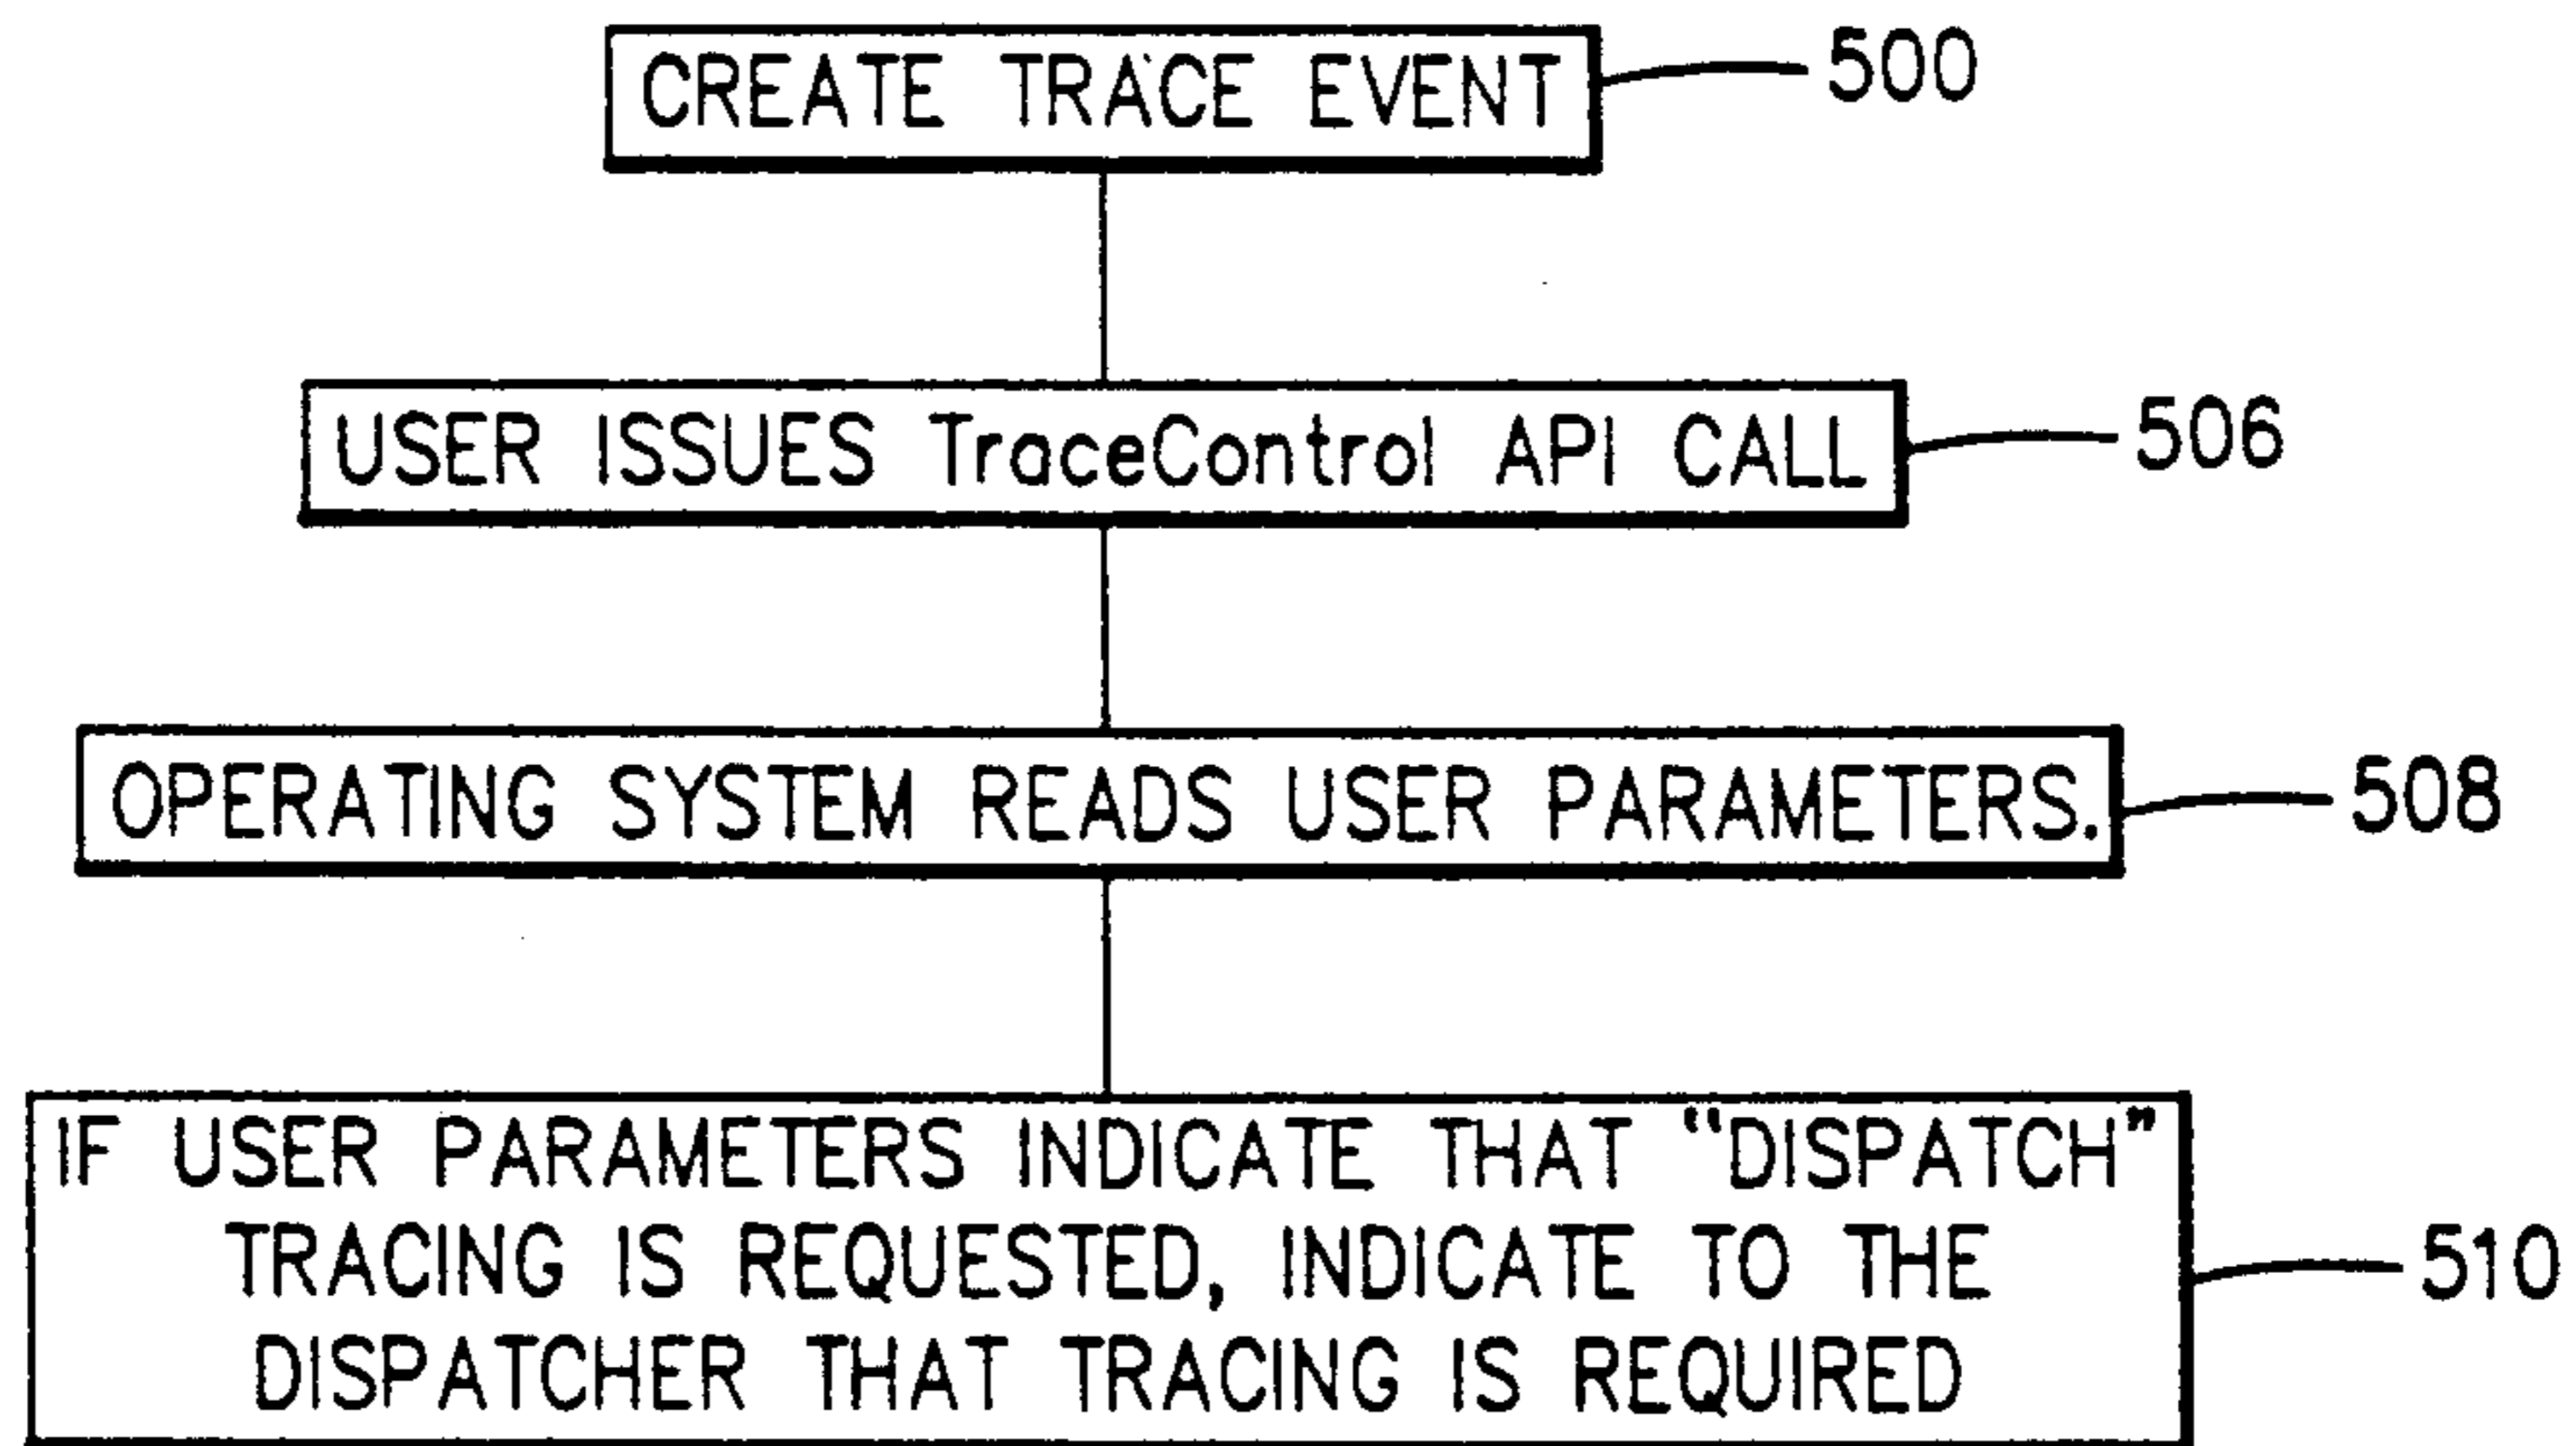 CREATE TRACE EVENT
500
USER ISSUES TraceControl API CALL
506
OPERATING SYSTEM READS USER PARAMETERS.
508
IF USER PARAMETERS INDICATE THAT “DISPATCH”
TRACING IS REQUESTED, INDICATE TO THE
DISPATCHER THAT TRACING IS REQUIRED
510